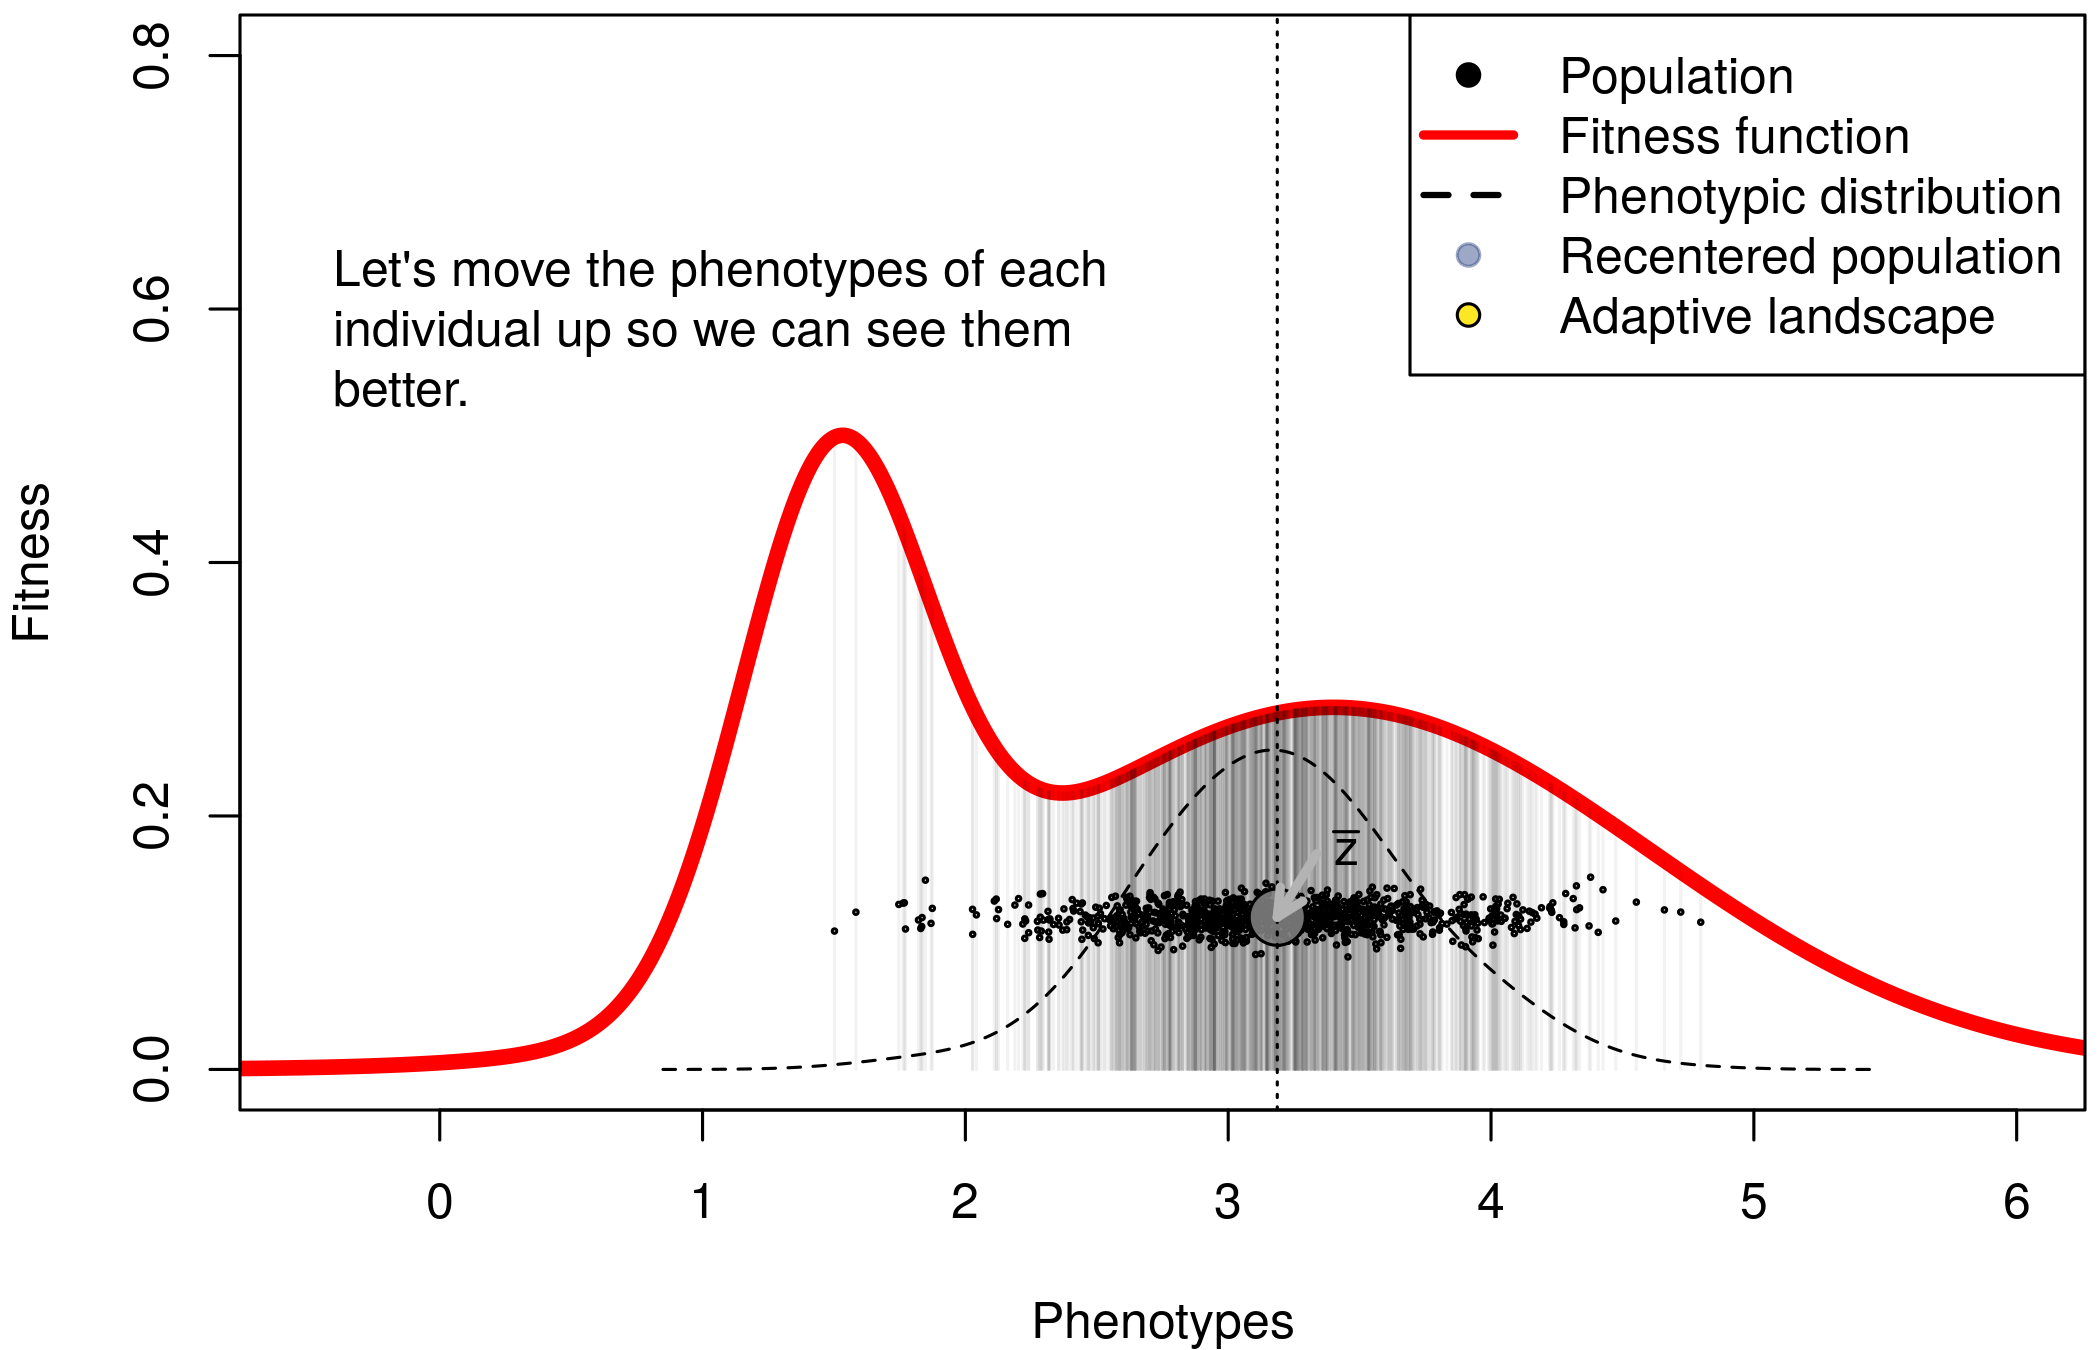 0.8
Population
Fitness function
Phenotypic distribution
Recentered population
Adaptive landscape
Let's move the phenotypes of each
individual up so we can see them
better.
0.6
Fitness
0.4
0.2
z̅
0.0
0 1 2 3 4 5 6
Phenotypes